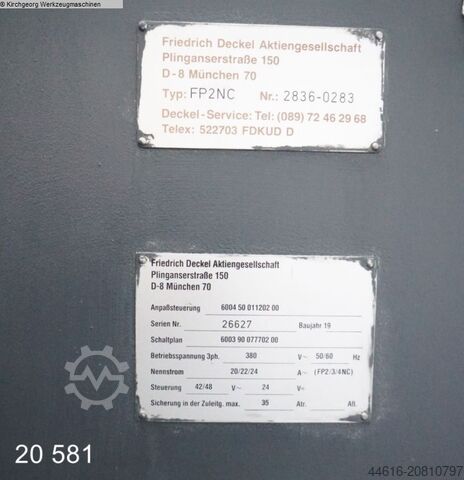 © Kirchgeorg Werkzeugmaschinen
Friedrich Deckel Aktiengesellschaft
Plinganserstraße 150
D-8 München 70
Typ: FP2NC Nr.: 2836-0283
Deckel-Service: Tel: (089) 72 46 29 68
Telex: 522703 FDKUD D
Friedrich Deckel Aktiengesellschaft
Plinganserstraße 150
D-8 München 70
Anpaßsteuerung 6004 50 011202 00
Serien Nr. 26627 Baujahr 19
Schaltplan 6003 90 077702 00
Betriebsspannung 3ph. 380 V~ 50/60 Hz
Nennstrom 20/22/24 A~ (FP2/3/4NC)
Steuerung 42/48 V~ 24 V=
Sicherung in der Zuleitg. max. 35 Atr. Afl.
20 581
44616-20810797